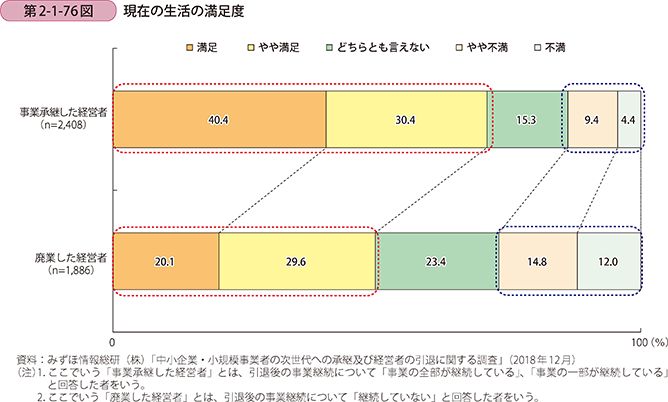 第2-1-76図 現在の生活の満足度
満足 やや満足 どちらとも言えない やや不満 不満
事業承継した経営者
(n=2,408)
40.4 30.4 15.3 9.4 4.4
廃業した経営者
(n=1,886)
20.1 29.6 23.4 14.8 12.0
0 100 (%)
資料：みずほ情報総研（株）「中小企業・小規模事業者の次世代への承継及び経営者の引退に関する調査」（2018年12月）
（注）1. ここでいう「事業承継した経営者」とは、引退後の事業継続について「事業の全部が継続している」、「事業の一部が継続している」
と回答した者をいう。
2. ここでいう「廃業した経営者」とは、引退後の事業継続について「継続していない」と回答した者をいう。